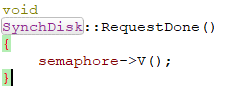 void
SynchDisk::RequestDone()
{
    semaphore->V();
}